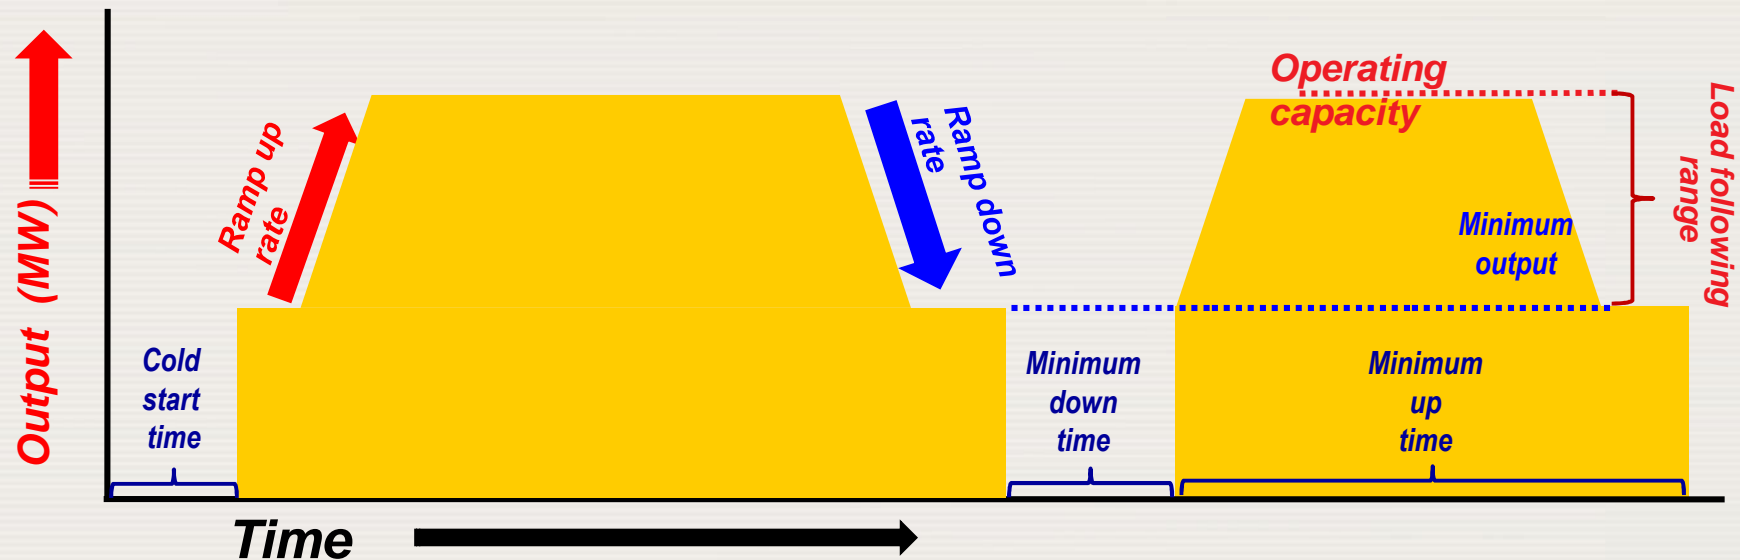 Output (MW)
Ramp up
rate
Ramp down
rate
Operating
capacity
Load following
range
Minimum
output
Cold
start
time
Minimum
down
time
Minimum
up
time
Time